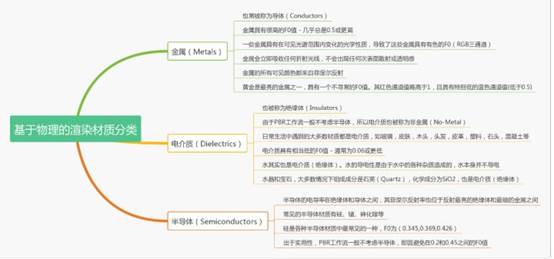 基于物理的渲染材质分类
金属（Metals）
也常被称为导体（Conductors）
金属拥有很高的F0值 - 几乎总是0.5或更高
一些金属具有在可见光谱范围内变化的光学性质，导致了这些金属具有有色的F0（RGB三通道）
金属会立即吸收任何折射光线，不会出现任何次表面散射或透明感
金属的所有可见颜色都来自菲涅尔反射
黄金是最亮的金属之一，具有一个不寻常的F0值。其红色通道值略高于1，且具有特别低的蓝色通道值(低于0.5)
电介质（Dielectrics）
也被称为绝缘体（Insulators）
由于PBR工作流一般不考虑半导体，所以电介质也被称为非金属（No-Metal）
日常生活中遇到的大多数材质都是电介质，如玻璃，皮肤，木头，头发，皮革，塑料，石头，混凝土等
电介质具有相当低的F0值 - 通常为0.06或更低
水其实也是电介质（绝缘体）。水的导电性是由于水中的各种杂质造成的，水本身并不导电
水晶和宝石，大多数情况下组成成分是石英（Quartz），化学成分为SiO2，也是电介质（绝缘体）
半导体（Semiconductors）
半导体的电导率在绝缘体和导体之间，其菲涅尔反射率也位于反射最亮的绝缘体和最暗的金属之间
常见的半导体材质有硅、锗、砷化镓等
硅是各种半导体材质中最常见的一种，F0为（0.345,0.369,0.426）
出于实用性，PBR工作流一般不考虑半导体，即因避免在0.2和0.45之间的F0值